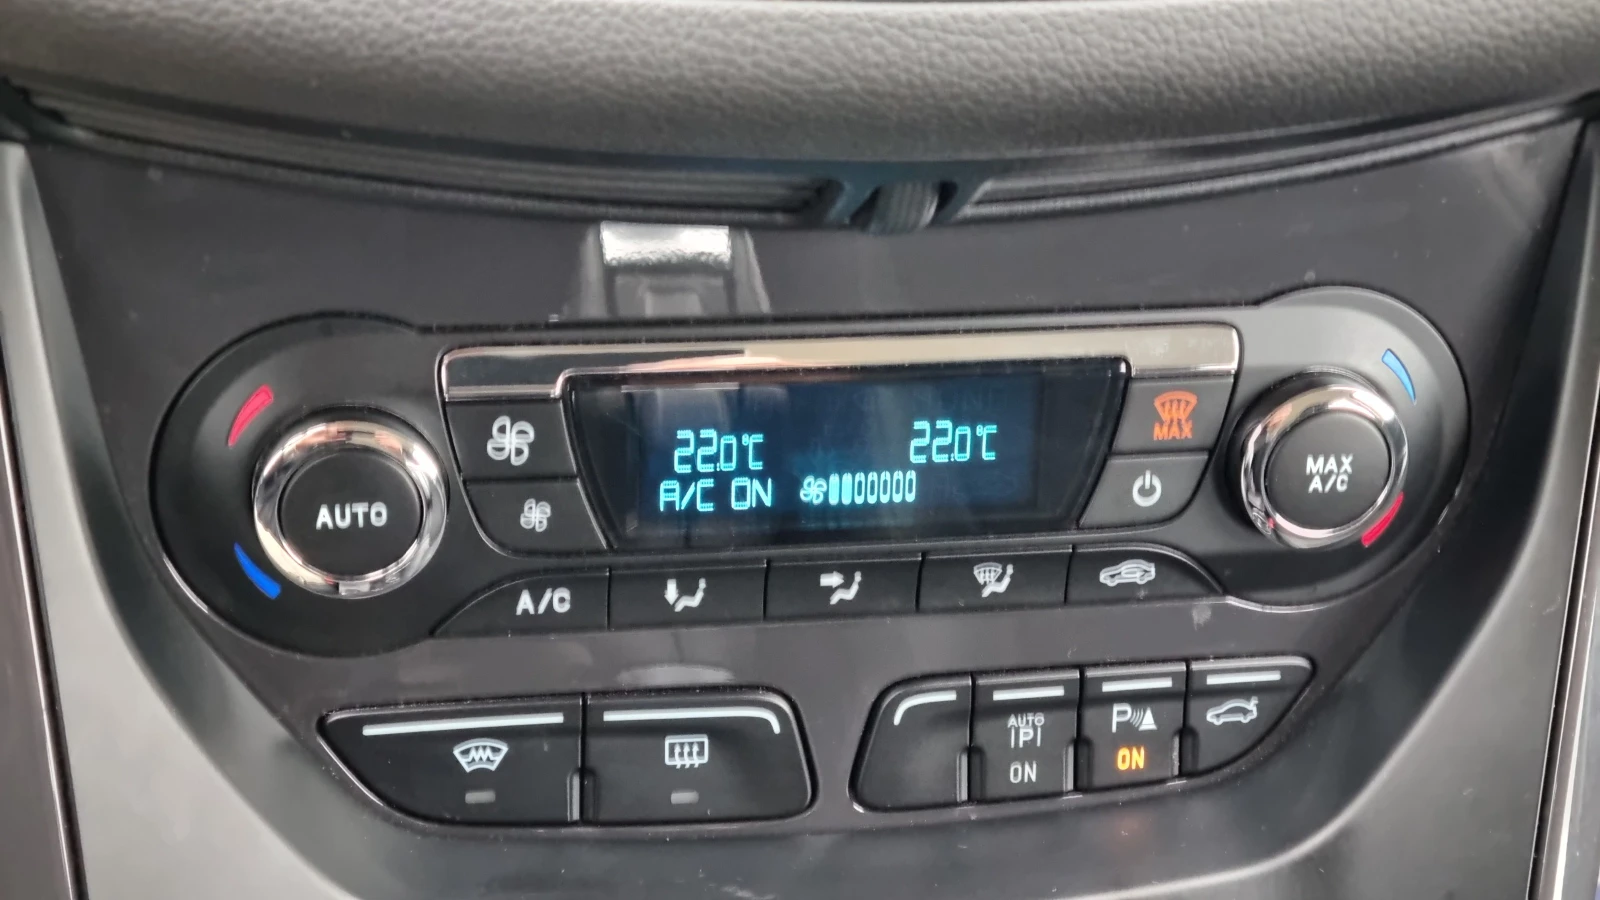 22.0°C 22.0°C
A/C ON
MAX
AUTO
MAX
A/C
A/C
AUTO
P
ON
P
ON